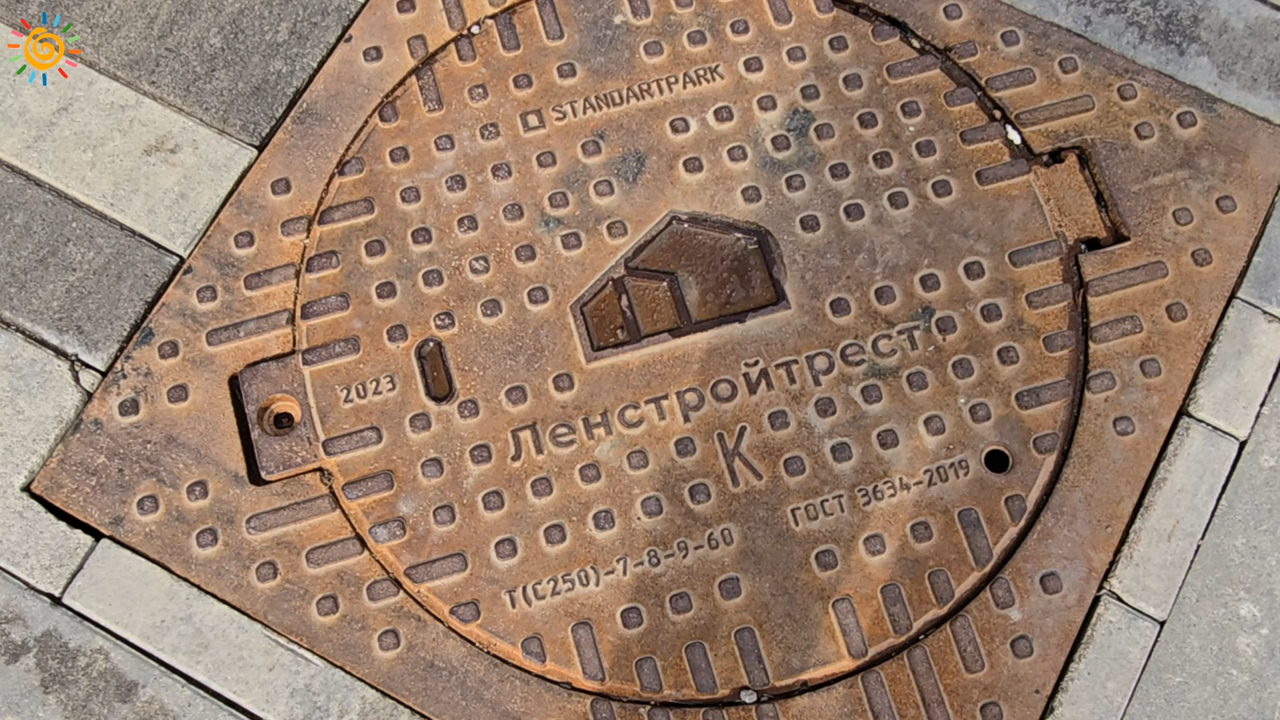 STANDARTPARK
2023
Ленстройтрест
К
ГОСТ 3634-2019
Т(С250)-7-8-9-60